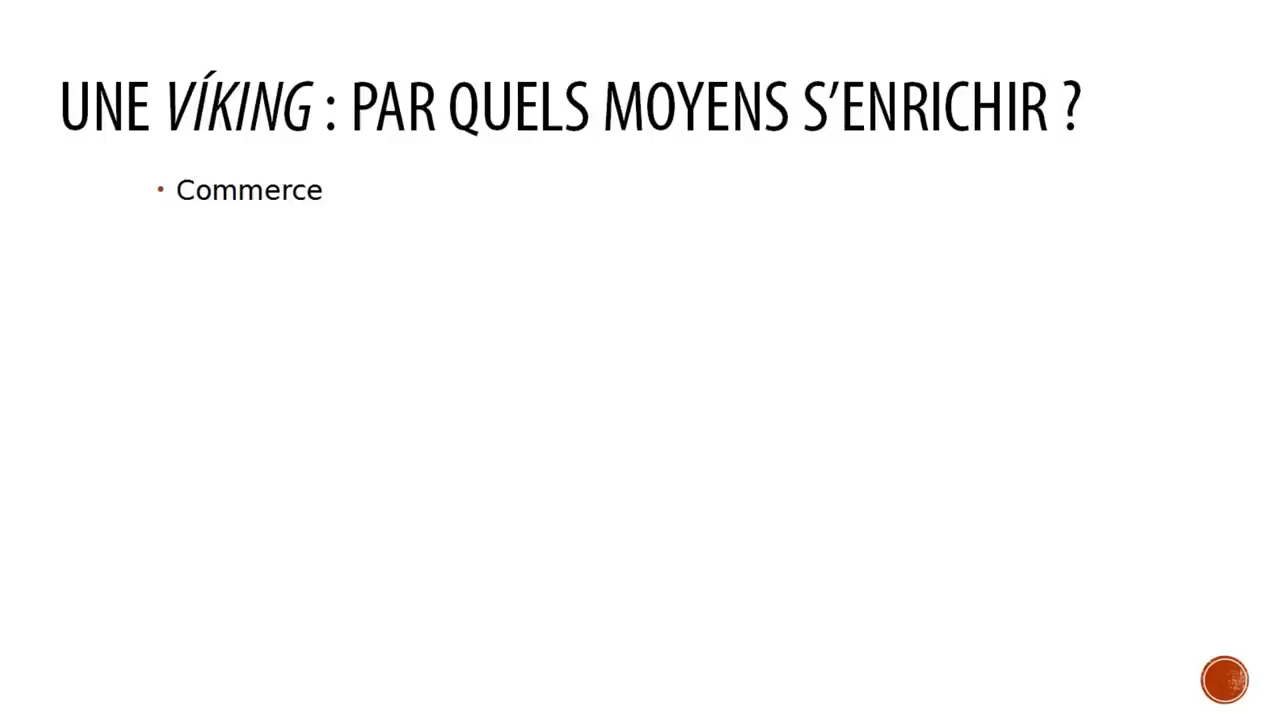 UNE VÍKING : PAR QUELS MOYENS S’ENRICHIR ?
• Commerce